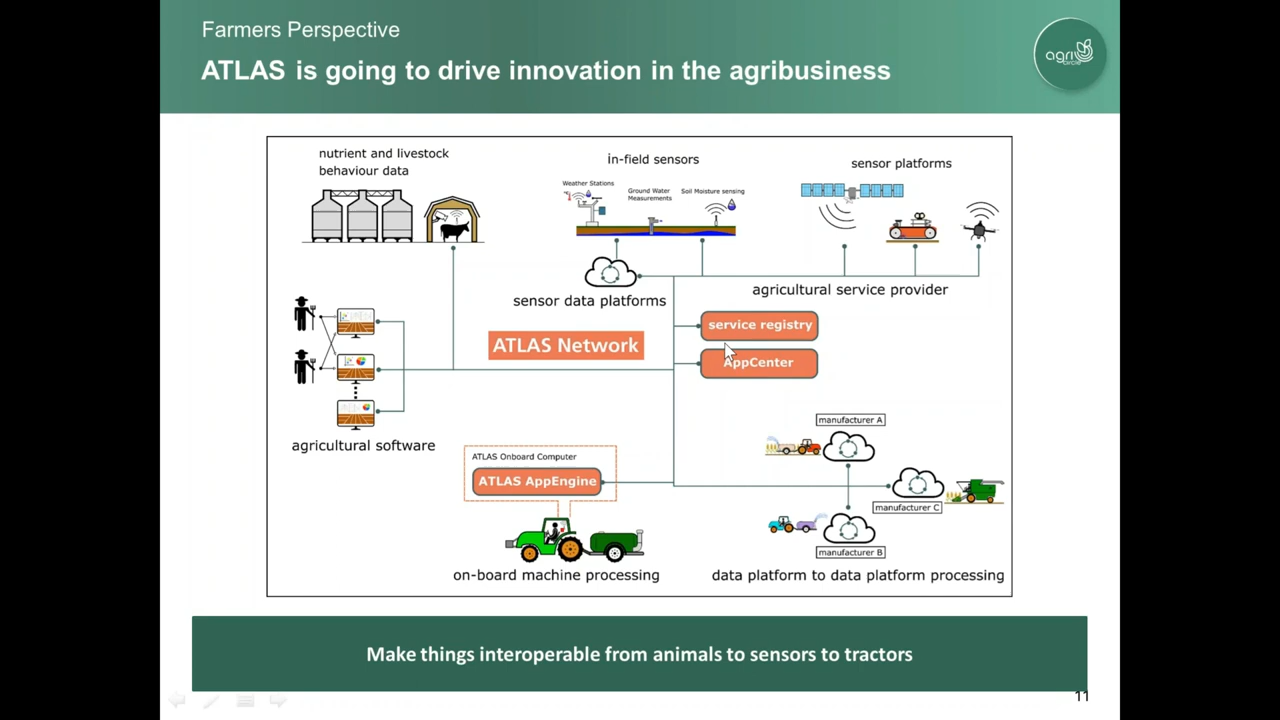 Farmers Perspective
ATLAS is going to drive innovation in the agribusiness
agri
circle
nutrient and livestock
behaviour data
in-field sensors
Weather Stations
Ground Water
Measurements
Soil Moisture sensing
sensor platforms
sensor data platforms
agricultural service provider
ATLAS Network
service registry
AppCenter
agricultural software
ATLAS Onboard Computer
ATLAS AppEngine
on-board machine processing
manufacturer A
manufacturer C
manufacturer B
data platform to data platform processing
Make things interoperable from animals to sensors to tractors
11